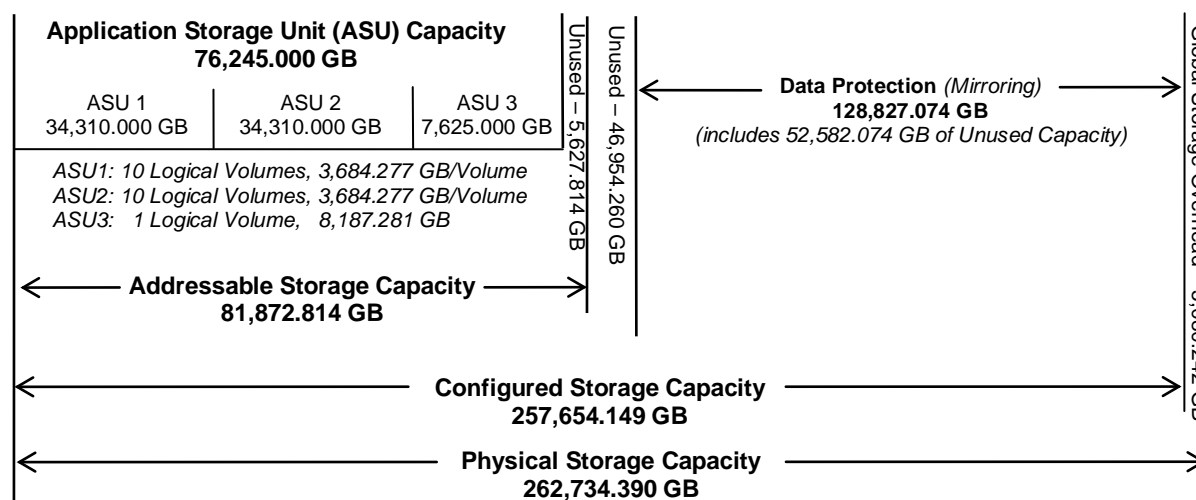 Application Storage Unit (ASU) Capacity
76,245.000 GB
ASU 1
34,310.000 GB
ASU 2
34,310.000 GB
ASU 3
7,625.000 GB
ASU1: 10 Logical Volumes, 3,684.277 GB/Volume
ASU2: 10 Logical Volumes, 3,684.277 GB/Volume
ASU3: 1 Logical Volume, 8,187.281 GB
Addressable Storage Capacity
81,872.814 GB
Unused – 5,627.814 GB
Unused – 46,954.260 GB
Data Protection (Mirroring)
128,827.074 GB
(includes 52,582.074 GB of Unused Capacity)
Configured Storage Capacity
257,654.149 GB
Physical Storage Capacity
262,734.390 GB